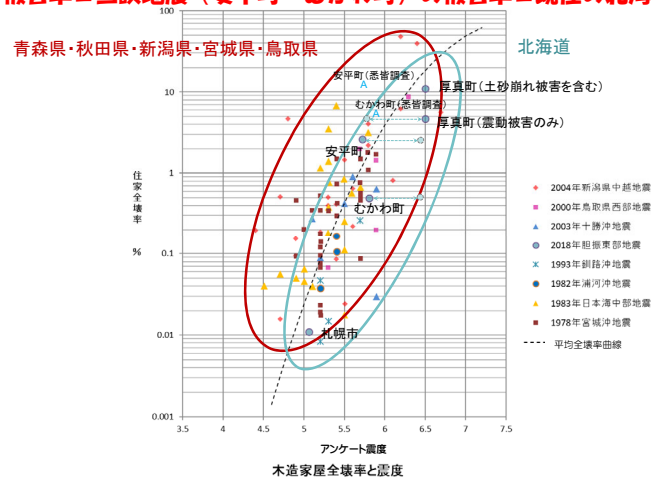 青森県・秋田県・新潟県・宮城県・鳥取県
北海道
100
10
1
0.1
0.01
0.001
住家全壊率 %
安平町(悉皆調査)
A
むかわ町(悉皆調査)
A
厚真町(土砂崩れ被害を含む)
厚真町(震動被害のみ)
安平町
むかわ町
札幌市
2004年新潟県中越地震
2000年鳥取県西部地震
2003年十勝沖地震
2018年胆振東部地震
1993年釧路沖地震
1982年浦河沖地震
1983年日本海中部地震
1978年宮城沖地震
平均全壊率曲線
3.5 4 4.5 5 5.5 6 6.5 7 7.5
アンケート震度
木造家屋全壊率と震度